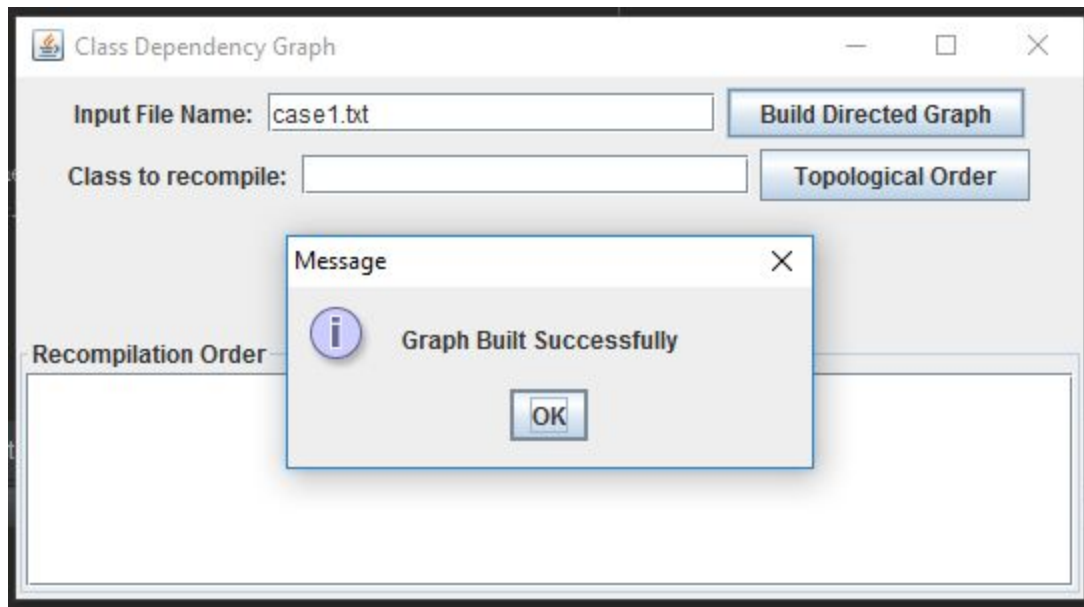 Class Dependency Graph
Input File Name: case1.txt Build Directed Graph
Class to recompile: Topological Order
Message
Graph Built Successfully
Recompilation Order
OK